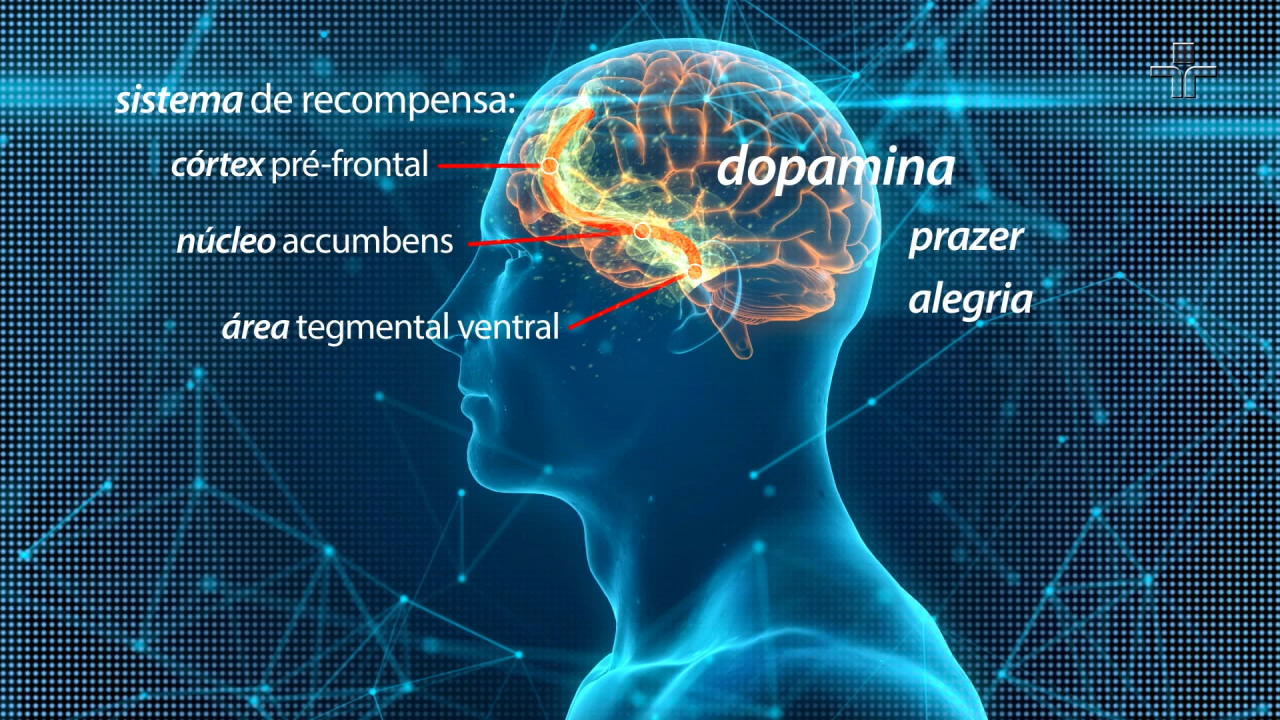 sistema de recompensa:
córtex pré-frontal
núcleo accumbens
área tegmental ventral
dopamina
prazer
alegria